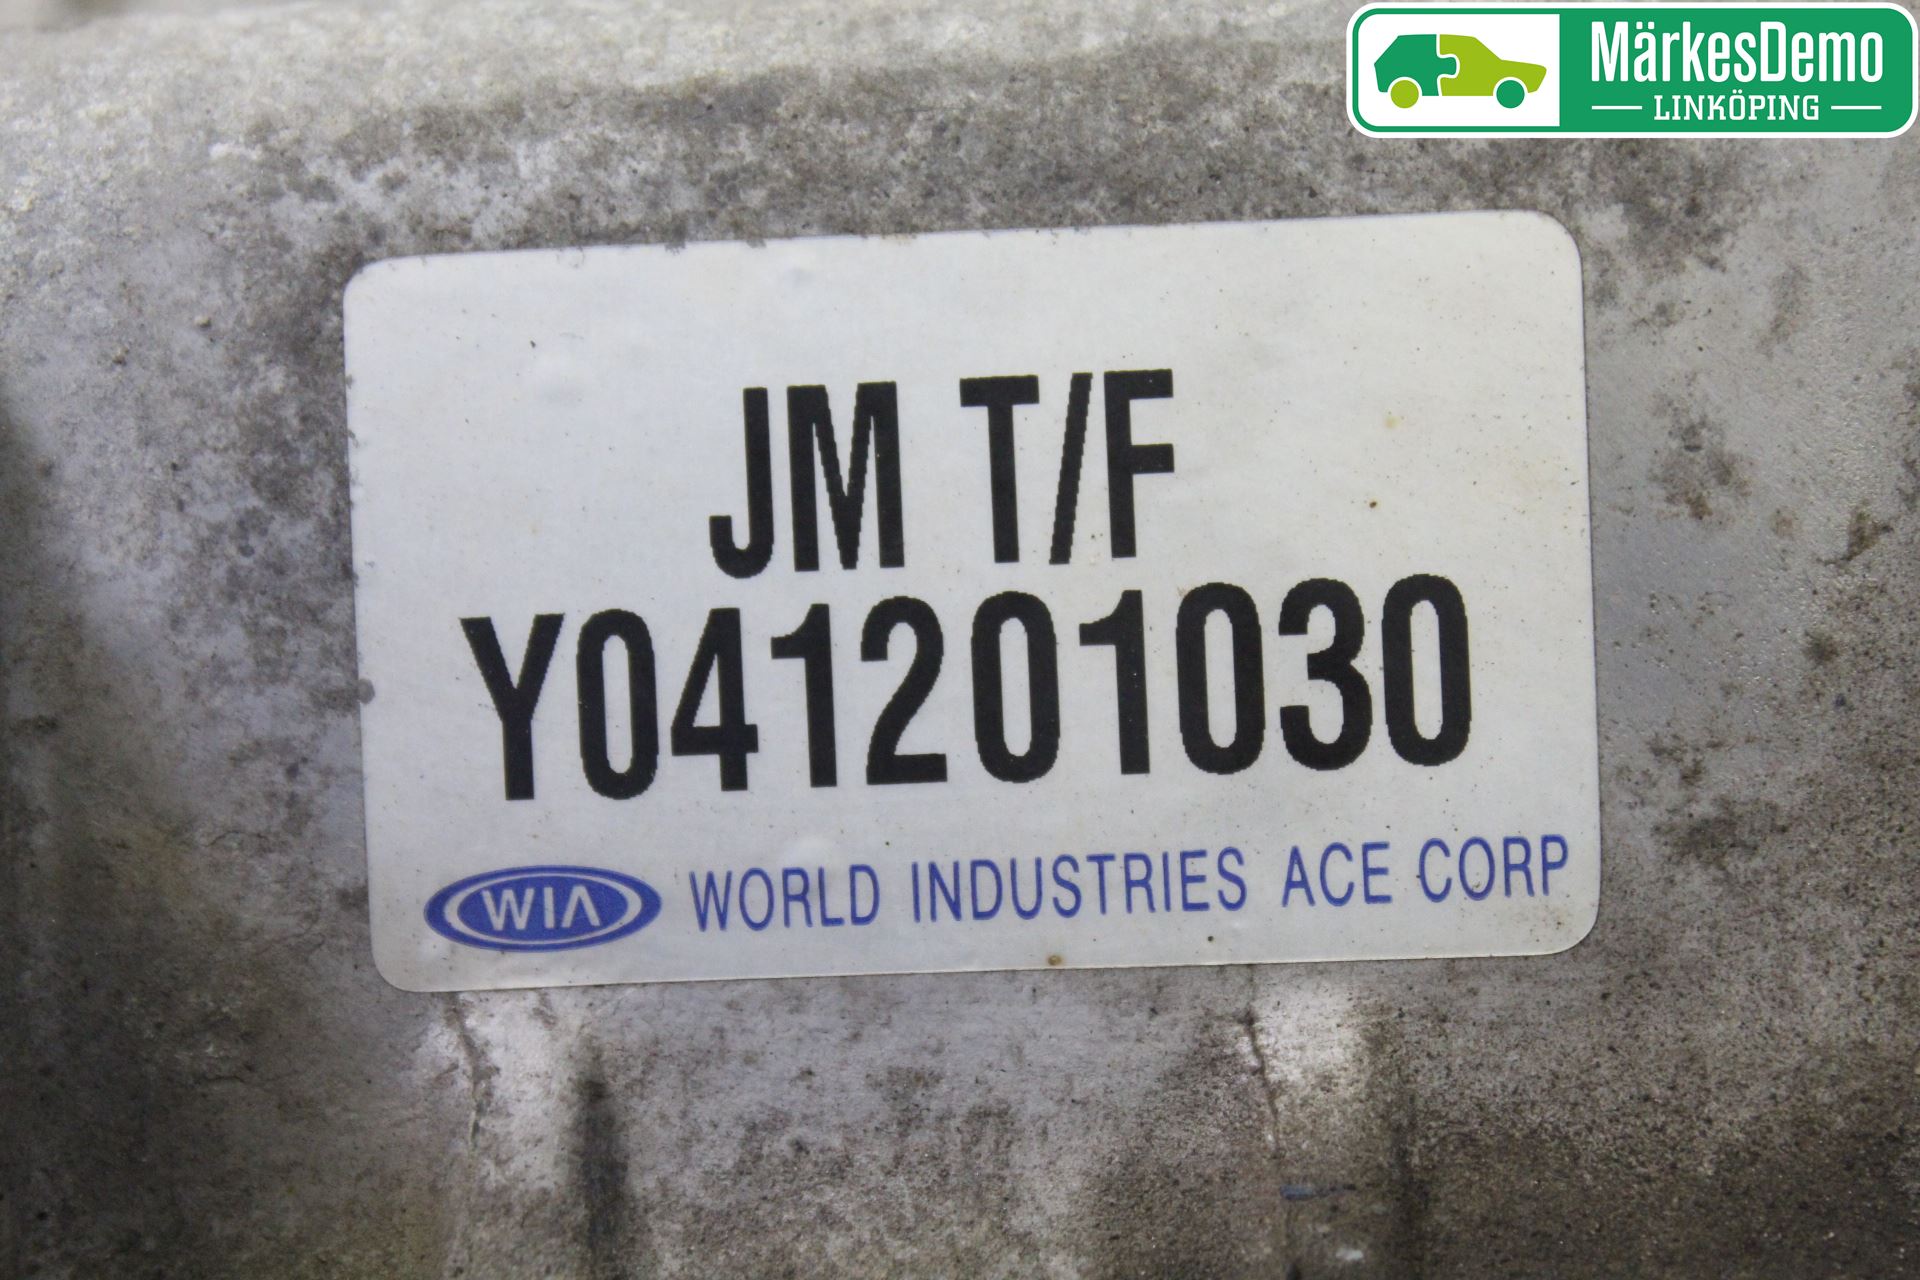 MärkesDemo
LINKÖPING
JM T/F
Y041201030
WIA WORLD INDUSTRIES ACE CORP